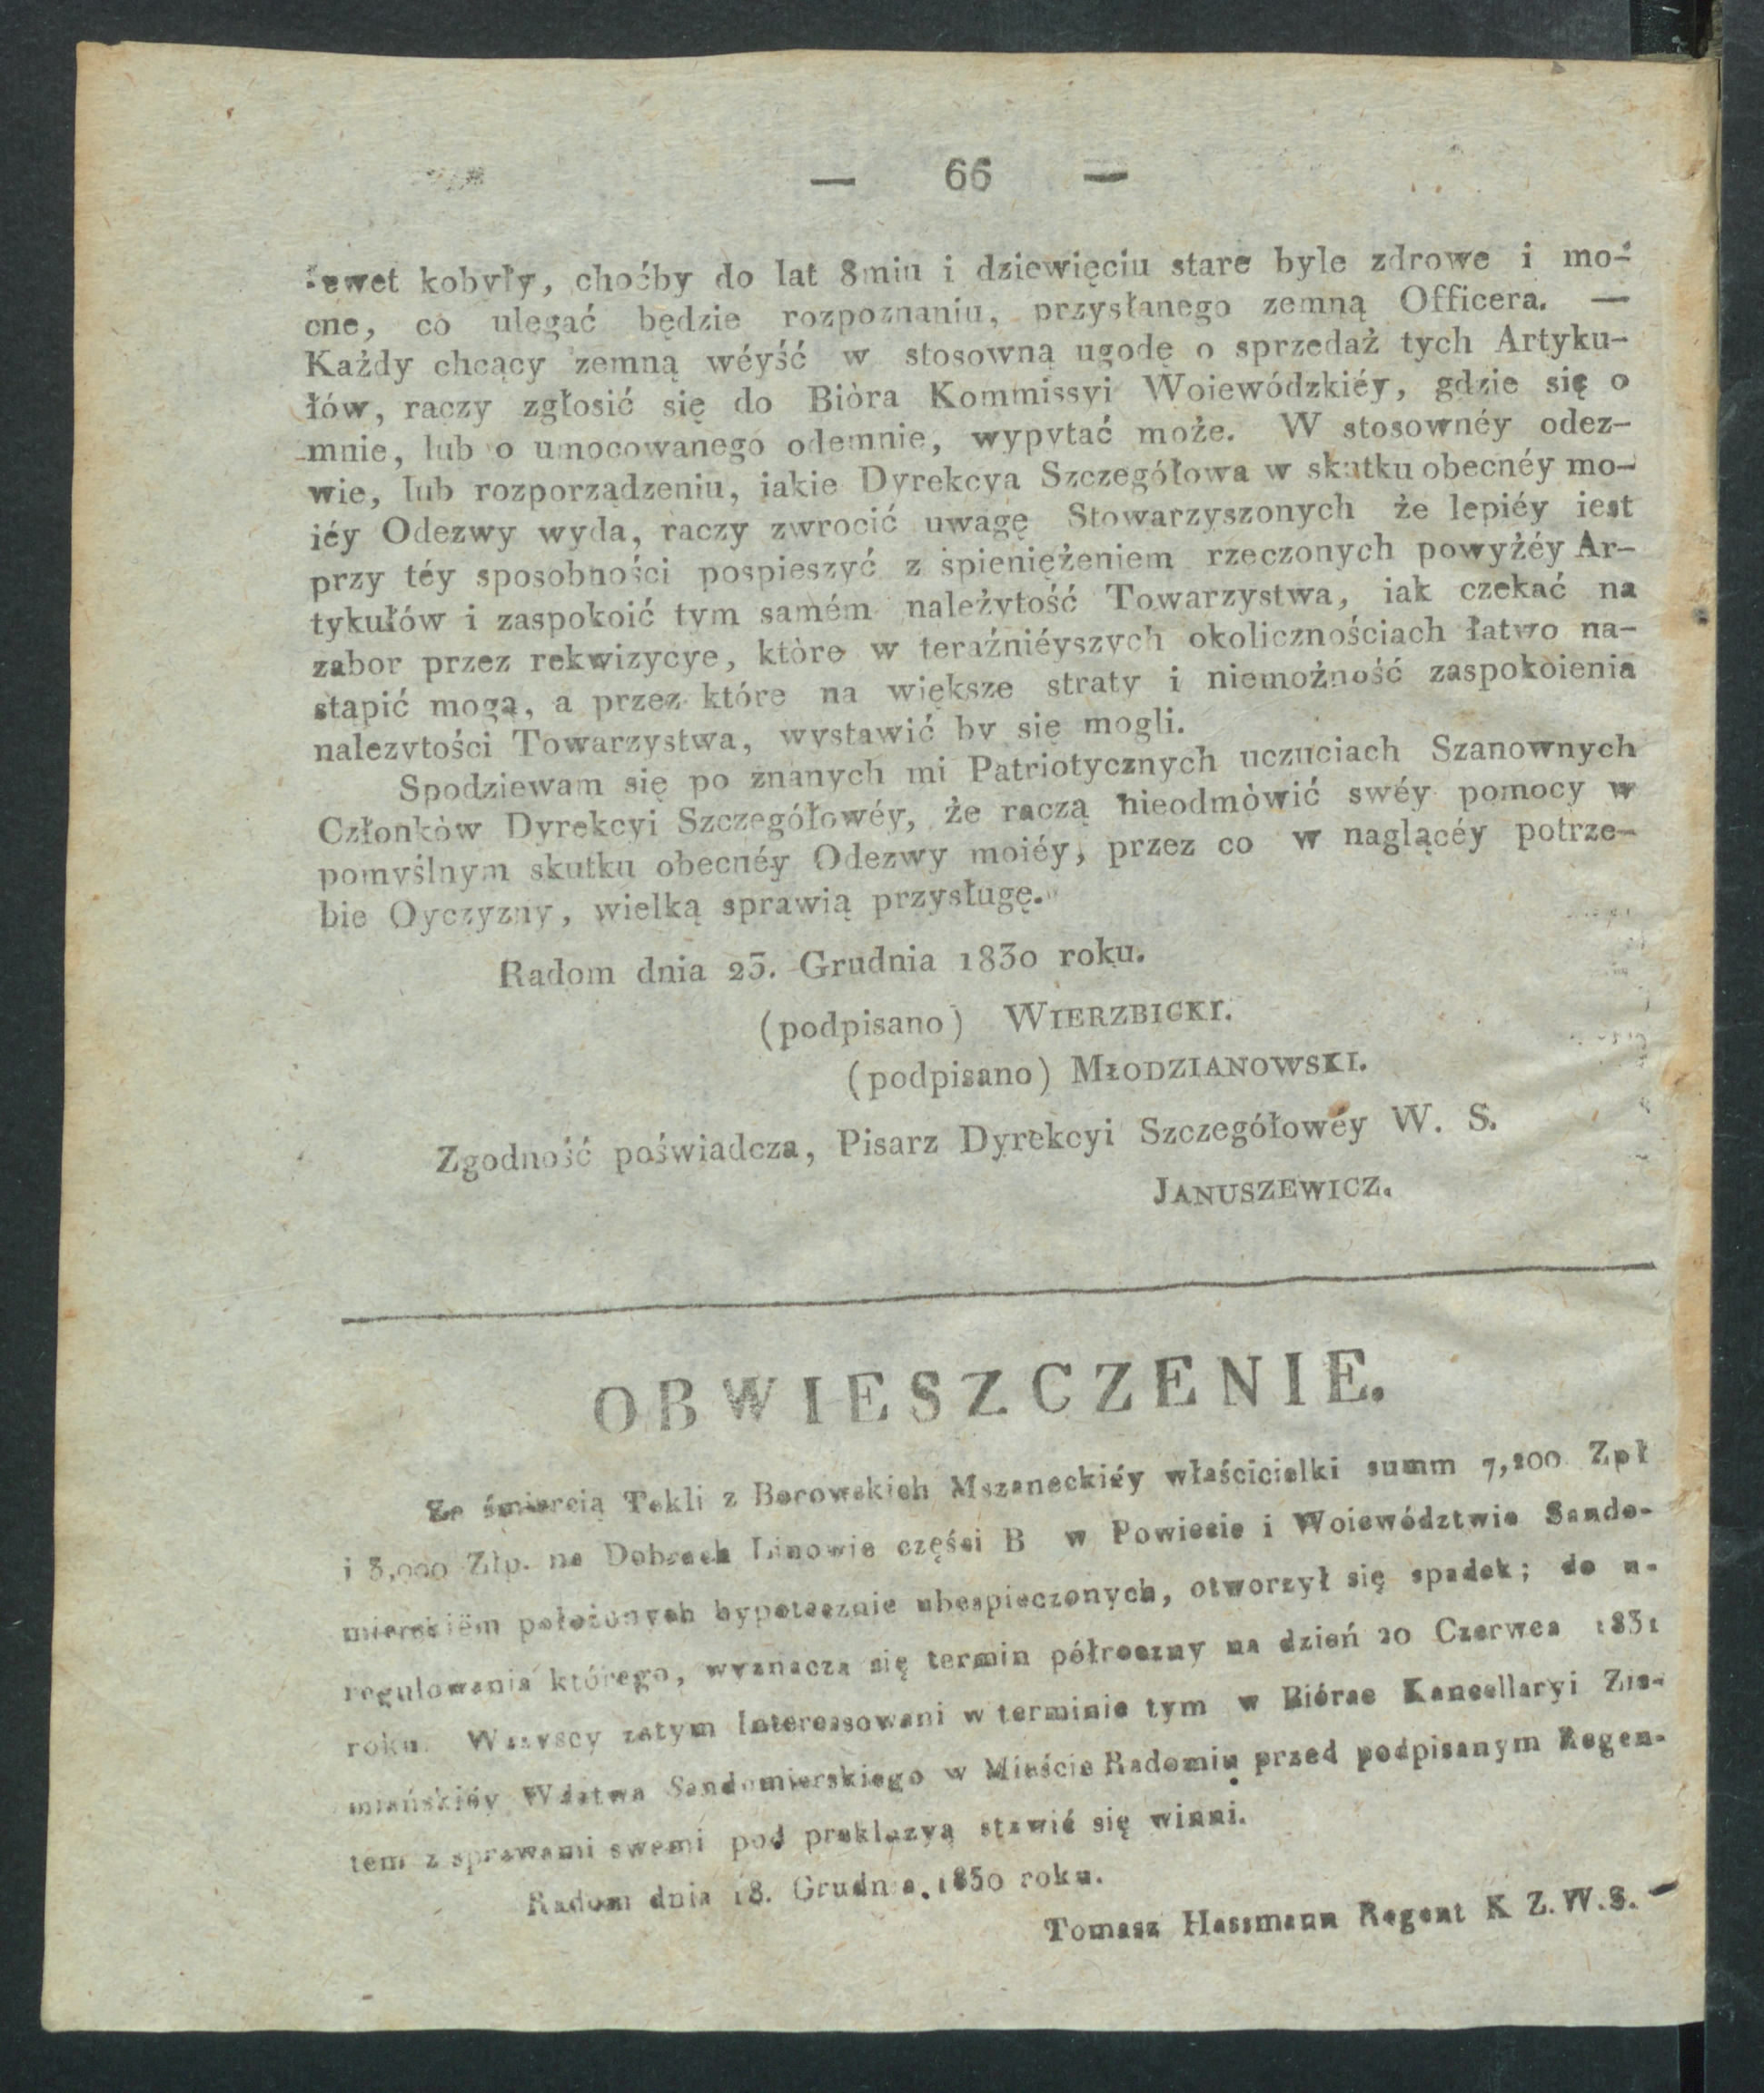 — 66 —
kobyły, choćby do lat 8miu i dziewięciu stare byle zdrowe i mo-
cne, co ulegać będzie rozpoznaniu, przysłanego zemną Officera. —
Każdy chcący zemną wéyść w stosowną ugodę o sprzedaż tych Artyku-
łów, raczy zgłosić się do Bióra Kommissyi Woiewódzkiéy, gdzie się o
mnie, lub o umocowanego odemnie, wypytać może. W stosownéy odez-
wie, lub rozporządzeniu, iakie Dyrekcya Szczegółowa w skutku obecnéy mo-
iéy Odezwy wyda, raczy zwrocić uwagę Stowarzyszonych że lepiéy iest
przy téy sposobności pospieszyć z spieniężeniem rzeczonych powyżéy Ar-
tykułów i zaspokoić tym samém należytość Towarzystwa, iak czekać na
zabor przez rekwizycye, któro w teraźniéyszych okolicznościach łatwo na-
stąpić mogą, a przez które na większe straty i niemożność zaspokoienia
nalezytości Towarzystwa, wystawić by się mogli.
Spodziewam się po znanych mi Patriotycznych uczuciach Szanownych
Członków Dyrekcyi Szczegółowéy, że raczą nieodmówić swéy pomocy w
pomyślnym skutku obecnéy Odezwy moiéy, przez co w naglącéy potrze-
bie Oyczyzny, wielką sprawią przysługę.
Radom dnia 23. Grudnia 1830 roku.
(podpisano) WIERZBICKI.
(podpisano) MŁODZIANOWSKI.
Zgodność poświadcza, Pisarz Dyrekcyi Szczegółowéy W. S.
JANUSZEWICZ.
OBWIESZCZENIE.
Ze śmiercią Tekli z Borowskich Mszaneckiéy właścicielki summ 7,200 Zpł
i 3,000 Złp. na Dobrach Linowie części B w Powiecie i Woiewództwie Sando-
mierskiém położonych hypotecznie ubespieczonych, otworzył się spadek; do u-
regulowania którego, wyznacza się termin półroczny na dzień 20 Czerwca 1831
roku. Wszyscy zatym Interessowani w terminie tym w Biórze Kancellaryi Zie-
miańskiéy Wdztwa Sandomierskiego w Mieście Radomiu przed podpisanym Regen-
tem z sprawami swemi pod prekluzyą stawić się winni.
Radom dnia 18. Grudnia 1830 roku.
Tomasz Hassmann Regent K Z. W. S. —